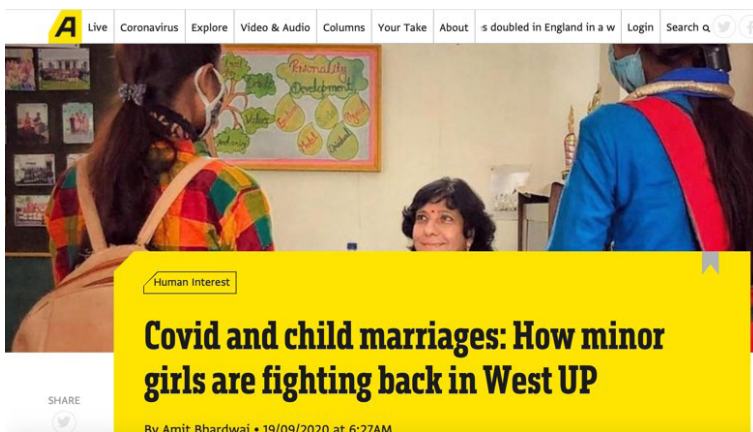 A
Live Coronavirus Explore Video & Audio Columns Your Take About s doubled in England in a w Login Search
Personality
Development
Values
Human Interest
Covid and child marriages: How minor
girls are fighting back in West UP
SHARE
By Amit Bhardwaj • 19/09/2020 at 6:27AM